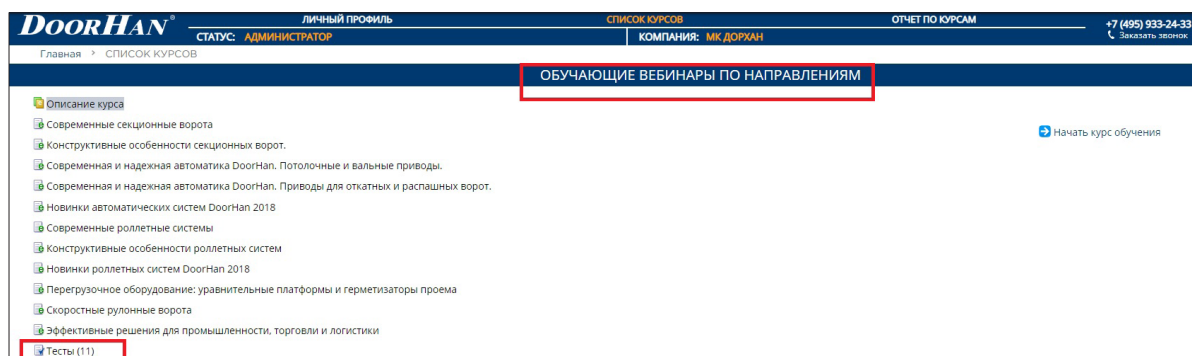 DOORHAN®
ЛИЧНЫЙ ПРОФИЛЬ
СПИСОК КУРСОВ
ОТЧЕТ ПО КУРСАМ
+7 (495) 933-24-33
СТАТУС: АДМИНИСТРАТОР
КОМПАНИЯ: МК ДОРХАН
Заказать звонок
Главная > СПИСОК КУРСОВ
ОБУЧАЮЩИЕ ВЕБИНАРЫ ПО НАПРАВЛЕНИЯМ
Описание курса
Современные секционные ворота
Начать курс обучения
Конструктивные особенности секционных ворот.
Современная и надежная автоматика DoorHan. Потолочные и вальные приводы.
Современная и надежная автоматика DoorHan. Приводы для откатных и распашных ворот.
Новинки автоматических систем DoorHan 2018
Современные роллетные системы
Конструктивные особенности роллетных систем
Новинки роллетных систем DoorHan 2018
Перегрузочное оборудование: уравнительные платформы и герметизаторы проема
Скоростные рулонные ворота
Эффективные решения для промышленности, торговли и логистики
Тесты (11)